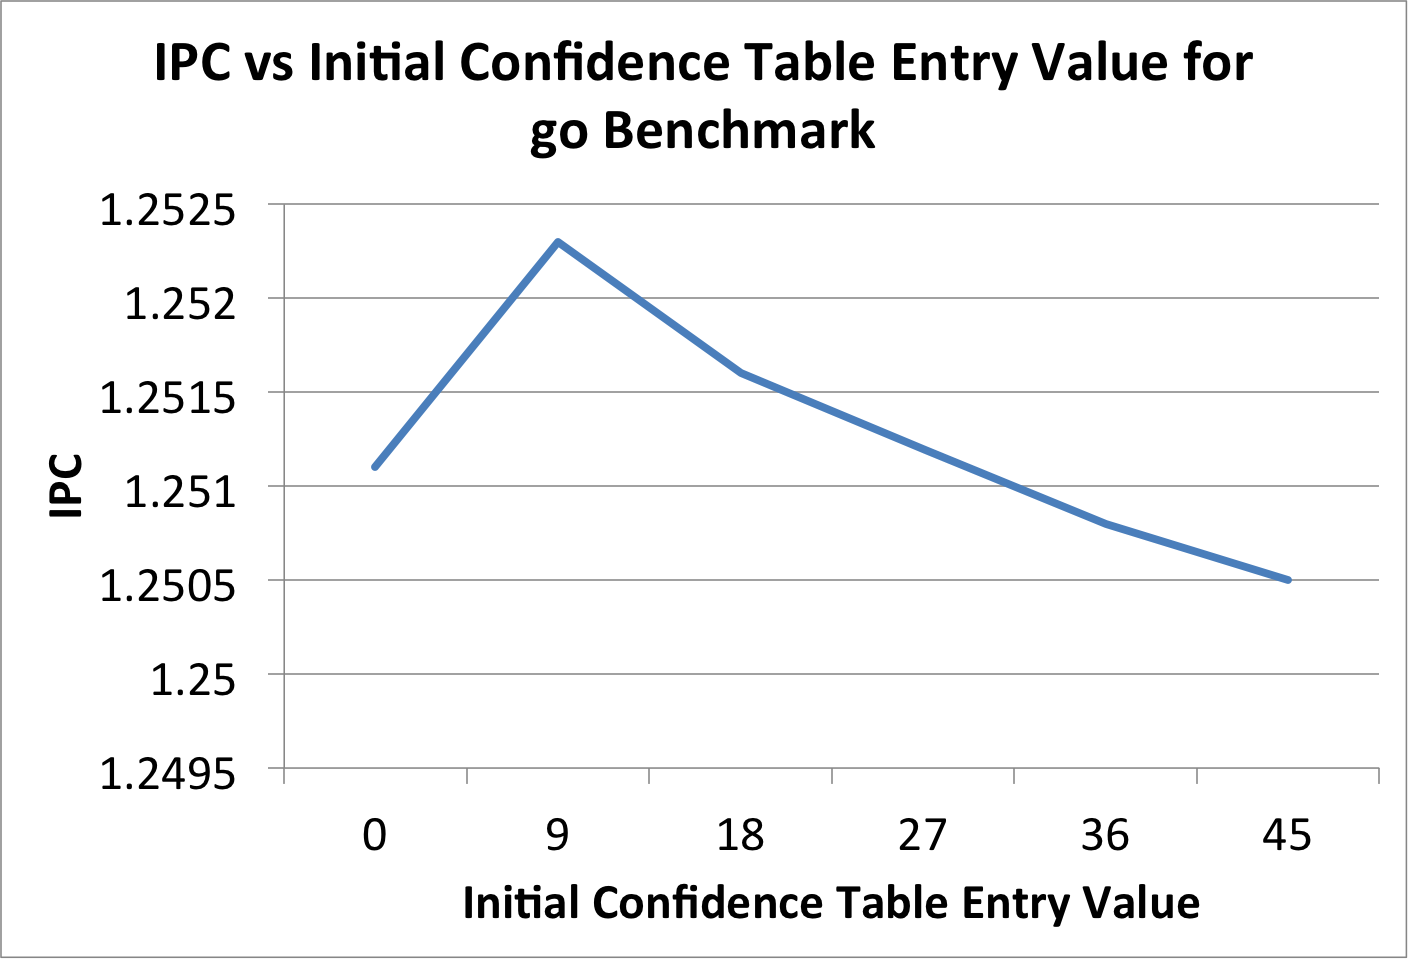 IPC vs Initial Confidence Table Entry Value for
go Benchmark
1.2525
1.252
1.2515
1.251
1.2505
1.25
1.2495
IPC
0 9 18 27 36 45
Initial Confidence Table Entry Value